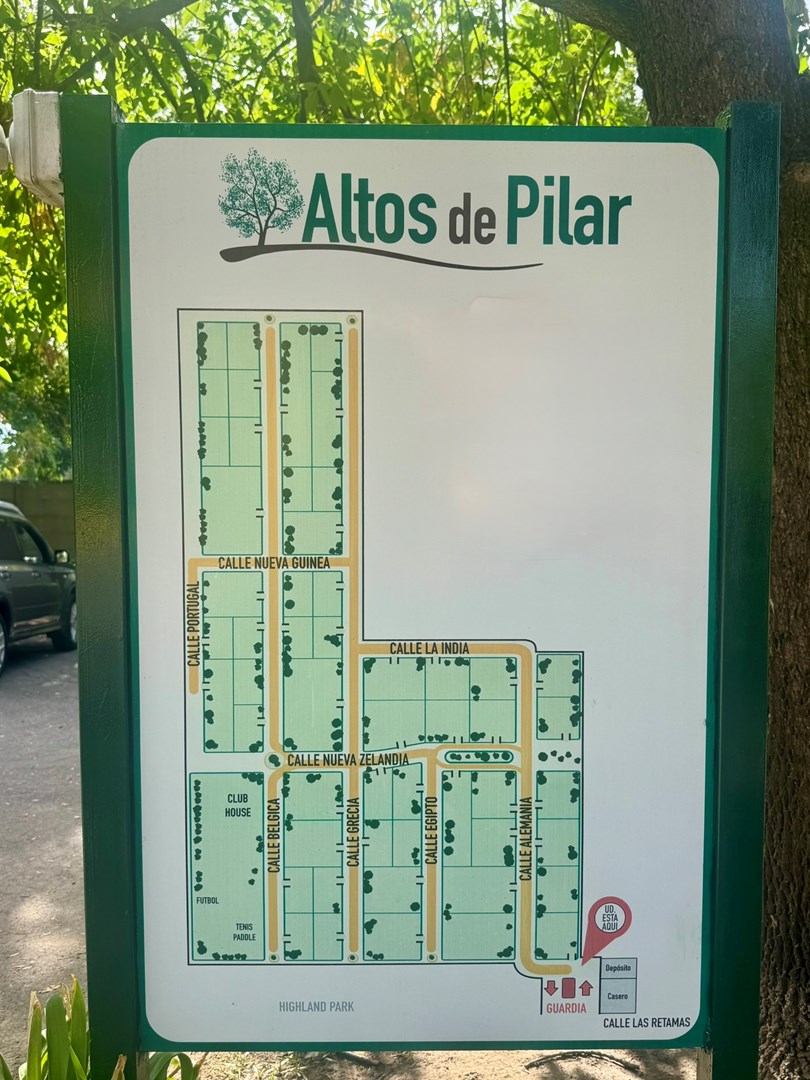 Altos de Pilar
CALLE NUEVA GUINEA
CALLE PORTUGAL
CALLE LA INDIA
CALLE NUEVA ZELANDIA
CLUB
HOUSE
CALLE BELGICA
CALLE GRECIA
CALLE EGIPTO
CALLE ALEMANIA
FUTBOL
TENIS
PADDLE
UD.
ESTA
AQUI
Depósito
Casero
HIGHLAND PARK
GUARDIA
CALLE LAS RETAMAS